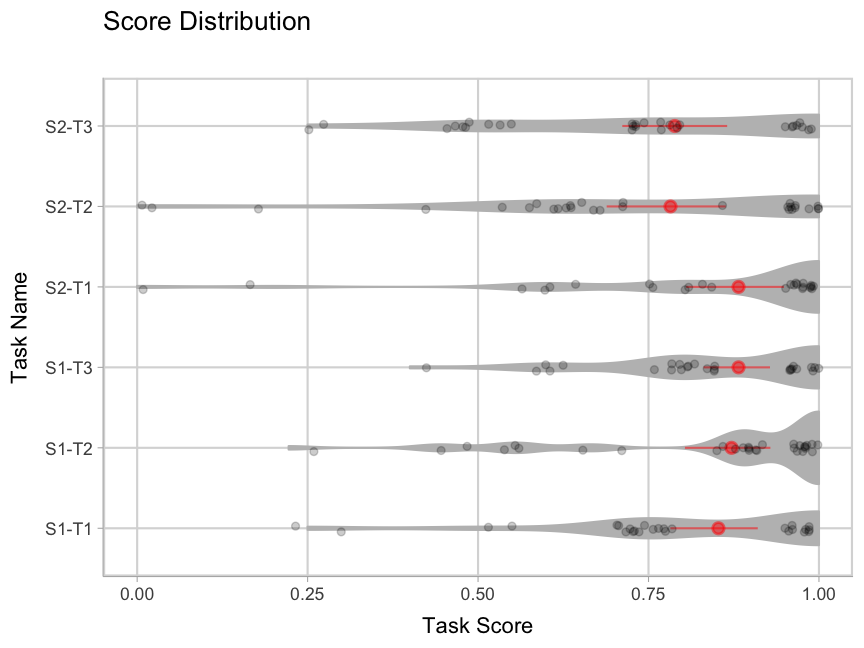 Score Distribution
S2-T3
S2-T2
S2-T1
S1-T3
S1-T2
S1-T1
Task Name
0.00 0.25 0.50 0.75 1.00
Task Score